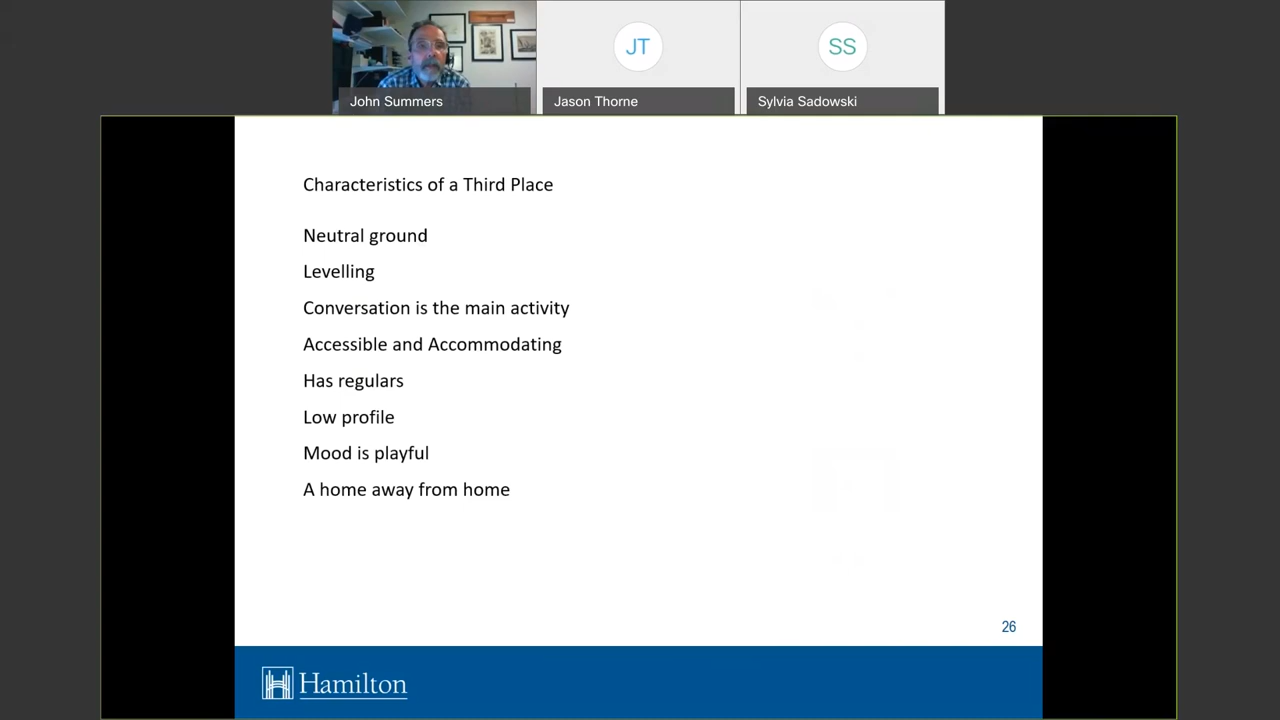 JT
SS
John Summers
Jason Thorne
Sylvia Sadowski
Characteristics of a Third Place
Neutral ground
Levelling
Conversation is the main activity
Accessible and Accommodating
Has regulars
Low profile
Mood is playful
A home away from home
26
Hamilton